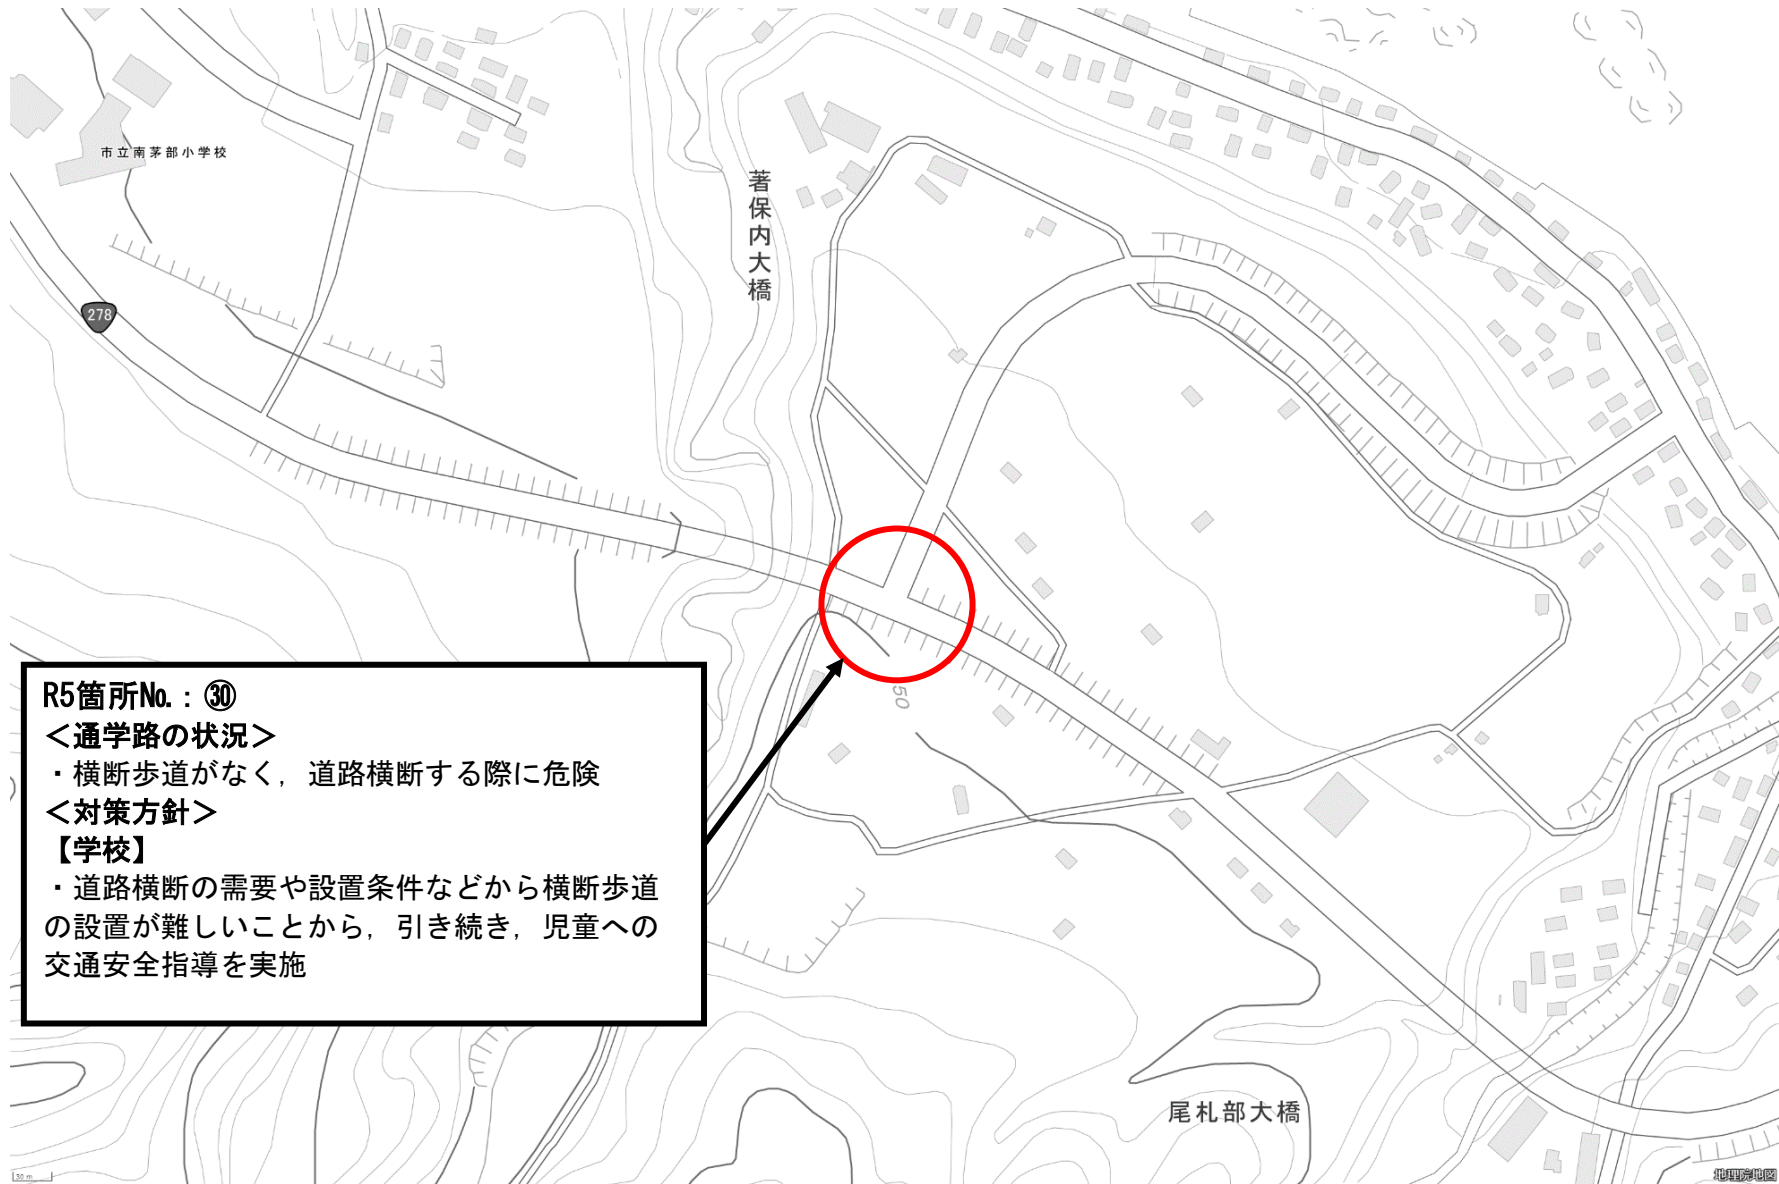 市立南茅部小学校
著保内大橋
278
50
R5箇所No.：㉚
＜通学路の状況＞
・横断歩道がなく，道路横断する際に危険
＜対策方針＞
【学校】
・道路横断の需要や設置条件などから横断歩道
の設置が難しいことから，引き続き，児童への
交通安全指導を実施
尾札部大橋
30 m
地理院地図